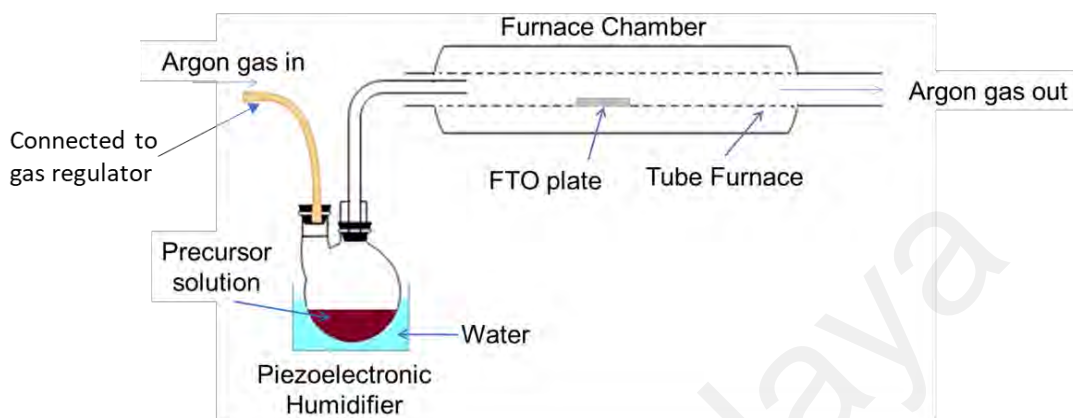 Furnace Chamber
Argon gas in
Argon gas out
Connected to
gas regulator
FTO plate
Tube Furnace
Precursor
solution
Water
Piezoelectronic
Humidifier
laya